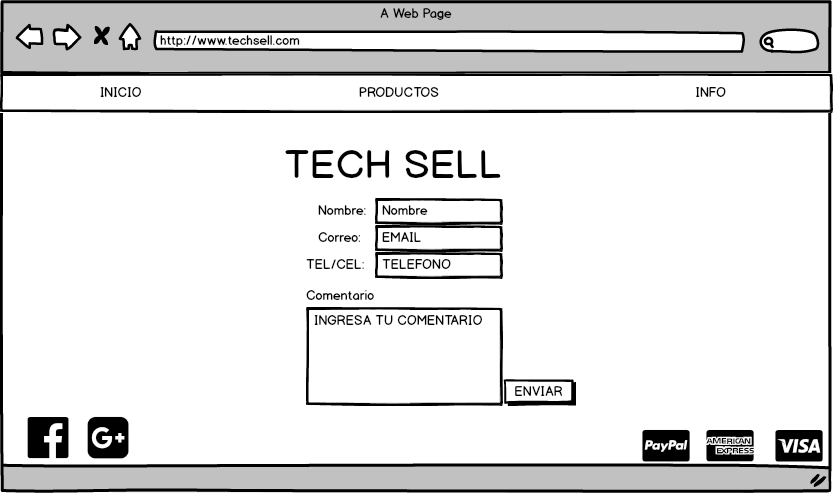 A Web Page
http://www.techsell.com
INICIO PRODUCTOS INFO
TECH SELL
Nombre: Nombre
Correo: EMAIL
TEL/CEL: TELEFONO
Comentario
INGRESA TU COMENTARIO
ENVIAR
f G+ PayPal AMERICAN EXPRESS VISA